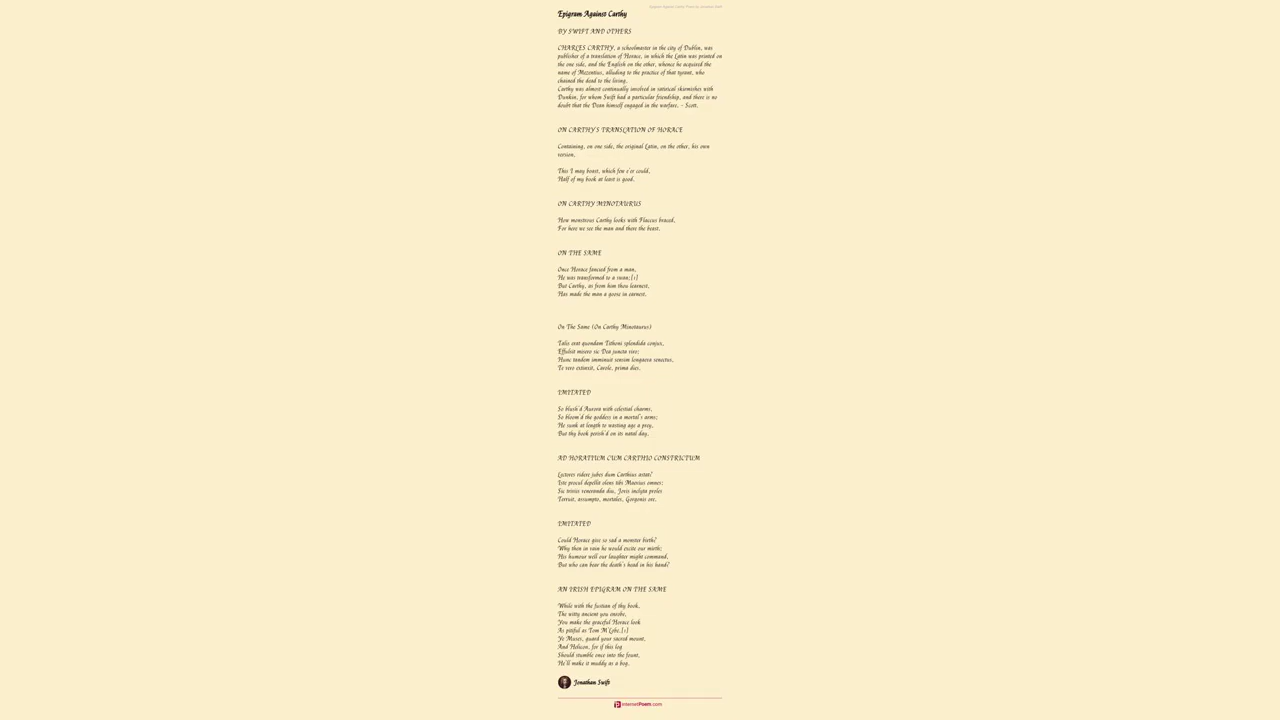 Epigram Against Carthy Poem by Jonathan Swift
Epigram Against Carthy
BY SWIFT AND OTHERS
CHARLES CARTHY, a schoolmaster in the city of Dublin, was
publisher of a translation of Horace, in which the Latin was printed on
the one side, and the English on the other, whence he acquired the
name of Mezentius, alluding to the practice of that tyrant, who
chained the dead to the living.
Carthy was almost continually involved in satirical skirmishes with
Dunkin, for whom Swift had a particular friendship, and there is no
doubt that the Dean himself engaged in the warfare. - Scott.
ON CARTHY'S TRANSLATION OF HORACE
Containing, on one side, the original Latin, on the other, his own
version.
This I may boast, which few e'er could,
Half of my book at least is good.
ON CARTHY MINOTAURUS
How monstrous Carthy looks with Flaccus braced,
For here we see the man and there the beast.
ON THE SAME
Once Horace fancied from a man,
He was transformed to a swan;[1]
But Carthy, as from him thou learnest,
Has made the man a goose in earnest.
On The Same (On Carthy Minotaurus)
Talis erat quondam Tithoni splendida conjux,
Effulsit misero sic Dea juncta viro;
Hunc tandem imminuit sensim longaeva senectus,
Te vero extinxit, Carole, prima dies.
IMITATED
So blush'd Aurora with celestial charms,
So bloom'd the goddess in a mortal's arms;
He sunk at length to wasting age a prey,
But thy book perish'd on its natal day.
AD HORATIUM CUM CARTHIO CONSTRICTUM
Lectores ridere jubes dum Carthius astat?
Iste procul depellit olens tibi Maevius omnes:
Sic triviis veneranda diu, Jovis inclyta proles
Terruit, assumpto, mortales, Gorgonis ore.
IMITATED
Could Horace give so sad a monster birth?
Why then in vain he would excite our mirth;
His humour well our laughter might command,
But who can bear the death's head in his hand?
AN IRISH EPIGRAM ON THE SAME
While with the fustian of thy book,
The witty ancient you enrobe,
You make the graceful Horace look
As pitiful as Tom M'Lobe.[1]
Ye Muses, guard your sacred mount,
And Helicon, for if this log
Should stumble once into the fount,
He'll make it muddy as a bog.
Jonathan Swift
InternetPoem.com